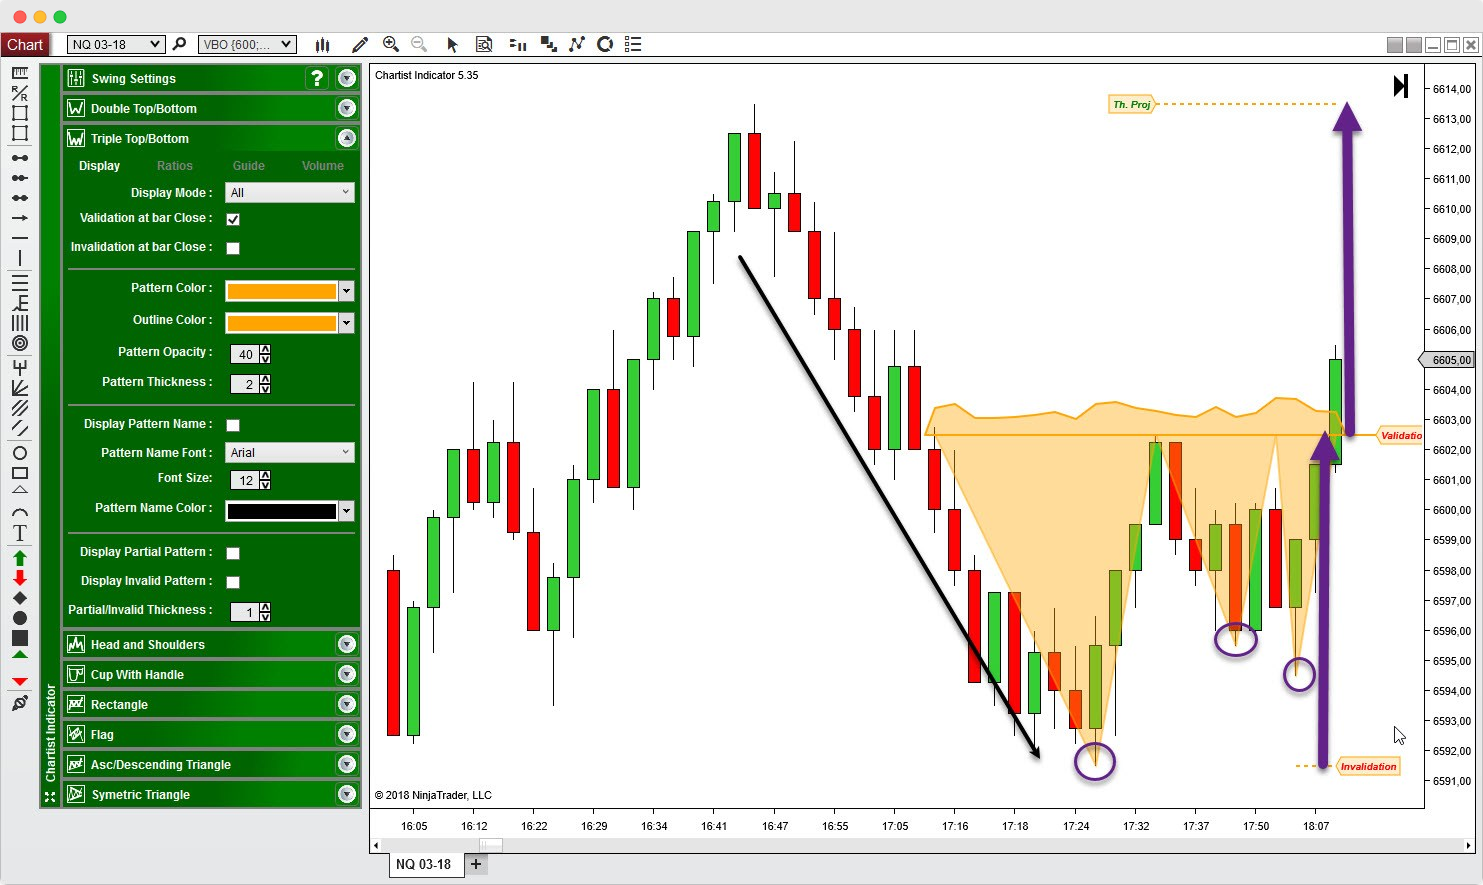 Chart
NQ 03-18
VBO {600;...
Swing Settings
?
Double Top/Bottom
Triple Top/Bottom
Display Ratios Guide Volume
Display Mode : All
Validation at bar Close :
Invalidation at bar Close :
Pattern Color :
Outline Color :
Pattern Opacity : 40
Pattern Thickness : 2
Display Pattern Name :
Pattern Name Font : Arial
Font Size: 12
Pattern Name Color :
Display Partial Pattern :
Display Invalid Pattern :
Partial/Invalid Thickness : 1
Head and Shoulders
Cup With Handle
Rectangle
Flag
Asc/Descending Triangle
Symetric Triangle
Chartist Indicator
R/R
T
Chartist Indicator 5.35
Th. Proj
Validatio
Invalidation
© 2018 NinjaTrader, LLC
6614,00
6613,00
6612,00
6611,00
6610,00
6609,00
6608,00
6607,00
6606,00
6605,00
6604,00
6603,00
6602,00
6601,00
6600,00
6599,00
6598,00
6597,00
6596,00
6595,00
6594,00
6593,00
6592,00
6591,00
16:05 16:12 16:22 16:29 16:34 16:41 16:47 16:55 17:05 17:16 17:18 17:24 17:32 17:37 17:50 18:07
NQ 03-18 +